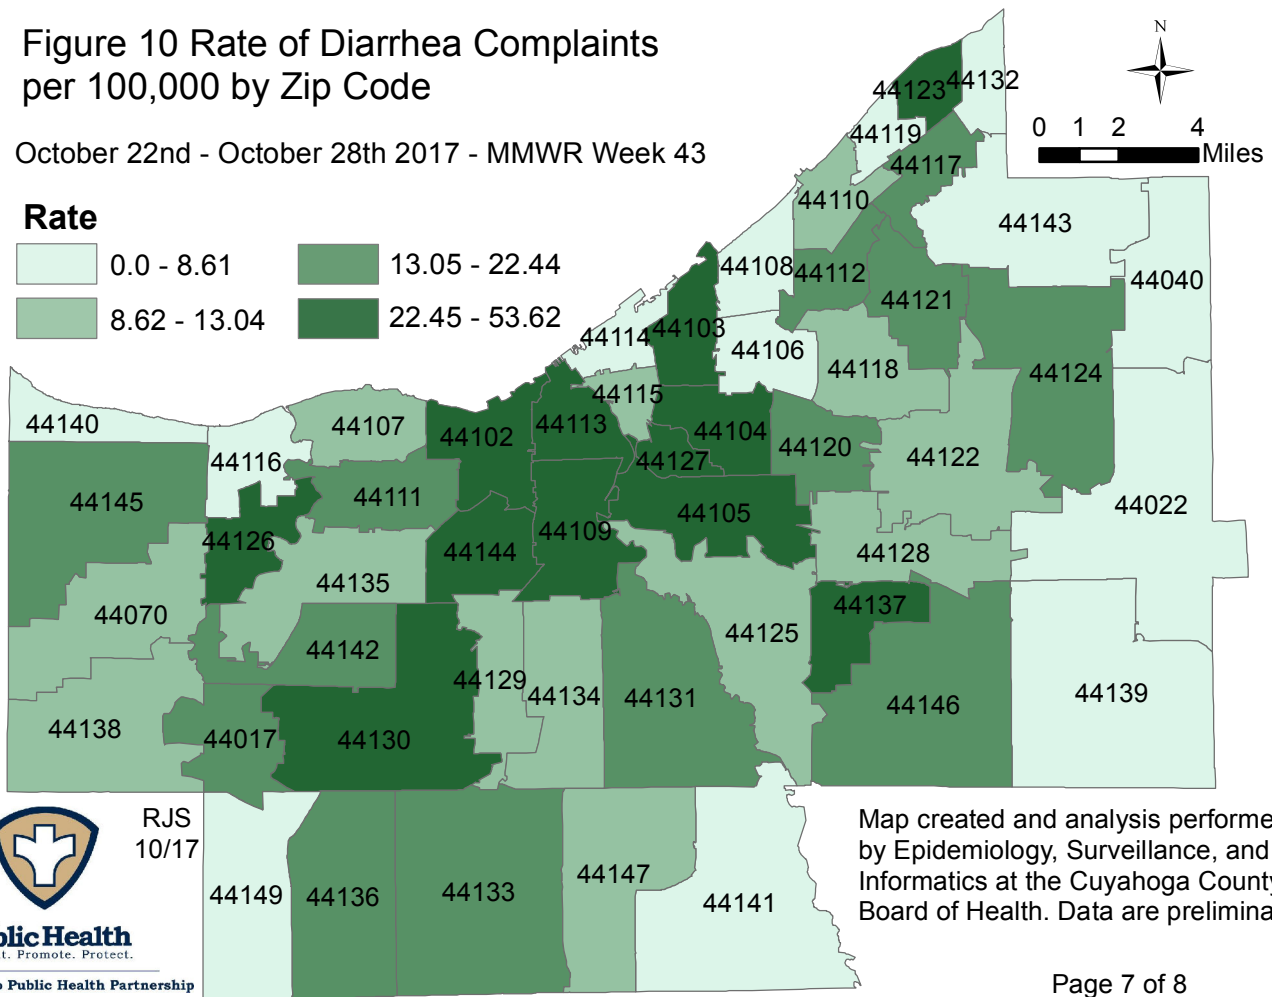 Figure 10 Rate of Diarrhea Complaints
per 100,000 by Zip Code
October 22nd - October 28th 2017 - MMWR Week 43
Rate
0.0 - 8.61
13.05 - 22.44
8.62 - 13.04
22.45 - 53.62
N
0 1 2 4
Miles
44123
44132
44119
44117
44110
44143
44108
44112
44040
44121
44114
44103
44106
44118
44124
44115
44140
44107
44102
44113
44104
44120
44122
44116
44127
44145
44111
44022
44105
44126
44144
44109
44128
44135
44070
44137
44142
44125
44129
44134
44131
44139
44138
44017
44130
44146
44149
44136
44133
44147
44141
RJS
10/17
blic Health
t. Promote. Protect.
o Public Health Partnership
Map created and analysis performe
by Epidemiology, Surveillance, and
Informatics at the Cuyahoga County
Board of Health. Data are prelimina
Page 7 of 8